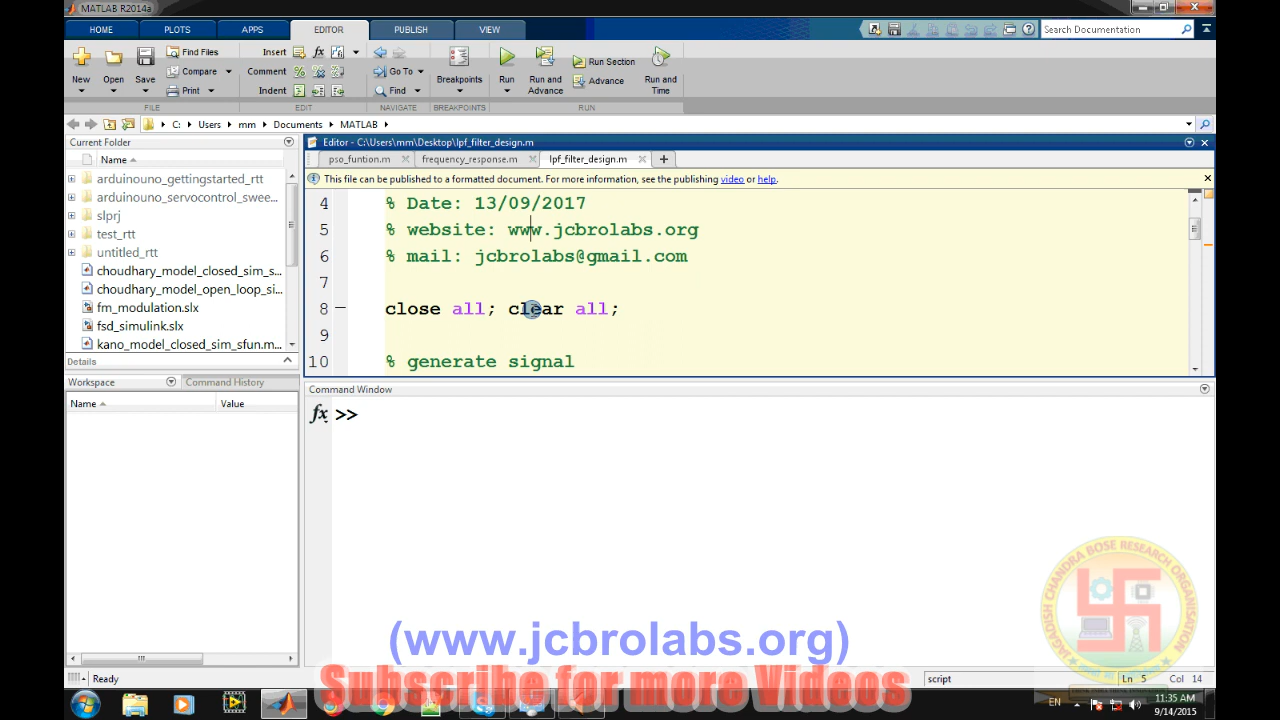 MATLAB R2014a
HOME PLOTS APPS EDITOR PUBLISH VIEW
Search Documentation
Find Files Insert Run Section
Compare Comment Go To Advance
Print Indent Find
New Open Save Breakpoints Run Run and Advance Run and Time
FILE EDIT NAVIGATE BREAKPOINTS RUN
C: Users mm Documents MATLAB
Current Folder
Name
arduinouno_gettingstarted_rtt
arduinouno_servocontrol_swee...
slprj
test_rtt
untitled_rtt
choudhary_model_closed_sim_s...
choudhary_model_open_loop_si...
fm_modulation.slx
fsd_simulink.slx
kano_model_closed_sim_sfun.m...
Details
Workspace Command History
Name Value
Editor - C:\Users\mm\Desktop\lpf_filter_design.m
pso_funtion.m frequency_response.m lpf_filter_design.m
This file can be published to a formatted document. For more information, see the publishing video or help.
4 % Date: 13/09/2017
5 % website: www.jcbrolabs.org
6 % mail: jcbrolabs@gmail.com
7
8 close all; clear all;
9
10 % generate signal
Command Window
fx >>
JAGADISH CHANDRA BOSE RESEARCH ORGANISATION
(www.jcbrolabs.org)
Subscribe for more Videos
Ready script Ln 5 Col 14
EN 11:35 AM
9/14/2015